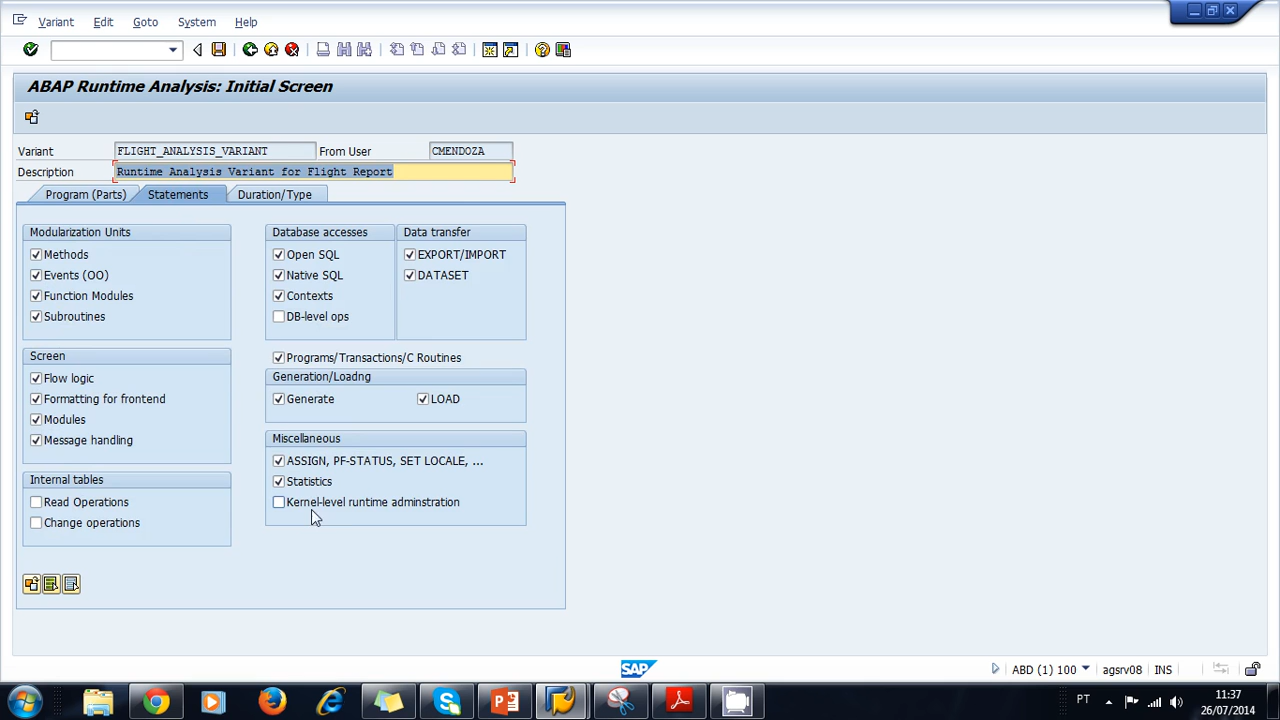 Variant Edit Goto System Help
ABAP Runtime Analysis: Initial Screen
Variant FLIGHT_ANALYSIS_VARIANT From User CMENDOZA
Description Runtime Analysis Variant for Flight Report
Program (Parts) Statements Duration/Type
Modularization Units Database accesses Data transfer
Methods Open SQL EXPORT/IMPORT
Events (OO) Native SQL DATASET
Function Modules Contexts
Subroutines DB-level ops
Screen Programs/Transactions/C Routines
Flow logic Generation/Loadng
Formatting for frontend Generate LOAD
Modules
Message handling Miscellaneous
ASSIGN, PF-STATUS, SET LOCALE, ...
Internal tables Statistics
Read Operations Kernel-level runtime adminstration
Change operations
SAP ABD (1) 100 agsrv08 INS
PT 11:37
26/07/2014